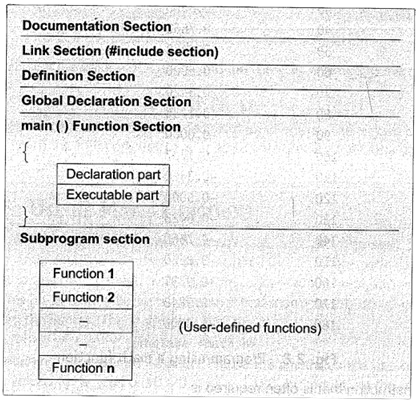 Documentation Section
Link Section (#include section)
Definition Section
Global Declaration Section
main ( ) Function Section
{
Declaration part
Executable part
}
Subprogram section
Function 1
Function 2
–
–
Function n
(User-defined functions)